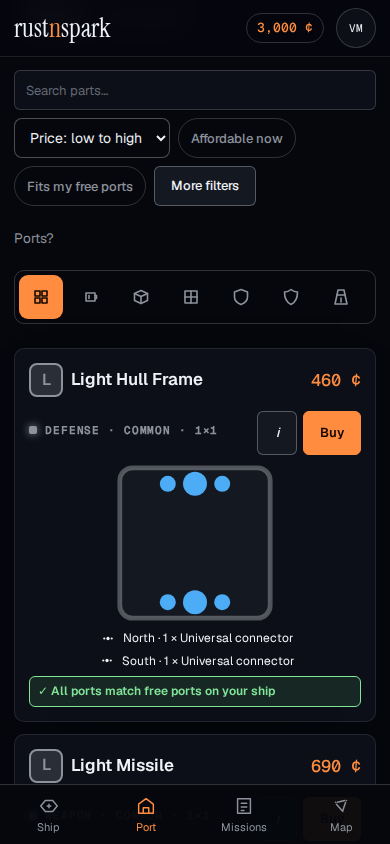 rustnspark
3,000 ¢
VM
Search parts…
Price: low to high
Affordable now
Fits my free ports
More filters
Ports?
L
Light Hull Frame
460 ¢
DEFENSE · COMMON · 1×1
i
Buy
North · 1 × Universal connector
South · 1 × Universal connector
✓ All ports match free ports on your ship
L
Light Missile
690 ¢
Ship
Port
Missions
Map